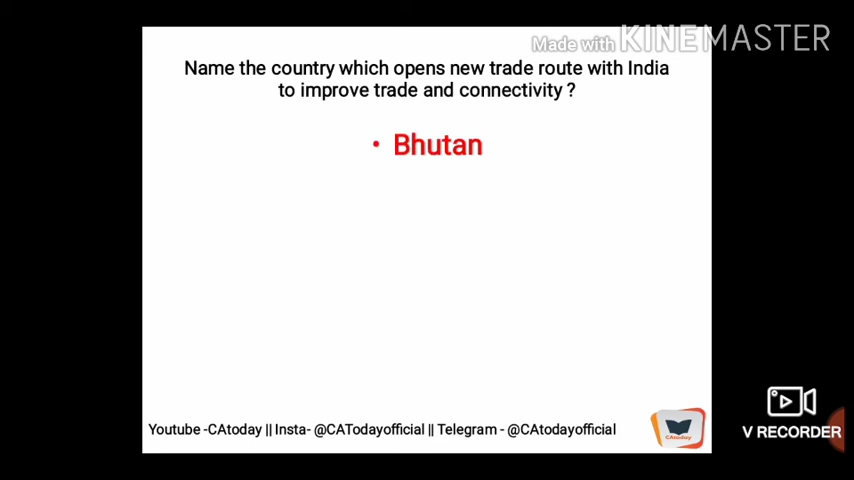 Made with KINEMASTER
Name the country which opens new trade route with India
to improve trade and connectivity ?
• Bhutan
Youtube -CAtoday || Insta- @CATodayofficial || Telegram - @CAtodayofficial
CAtoday
V RECORDER